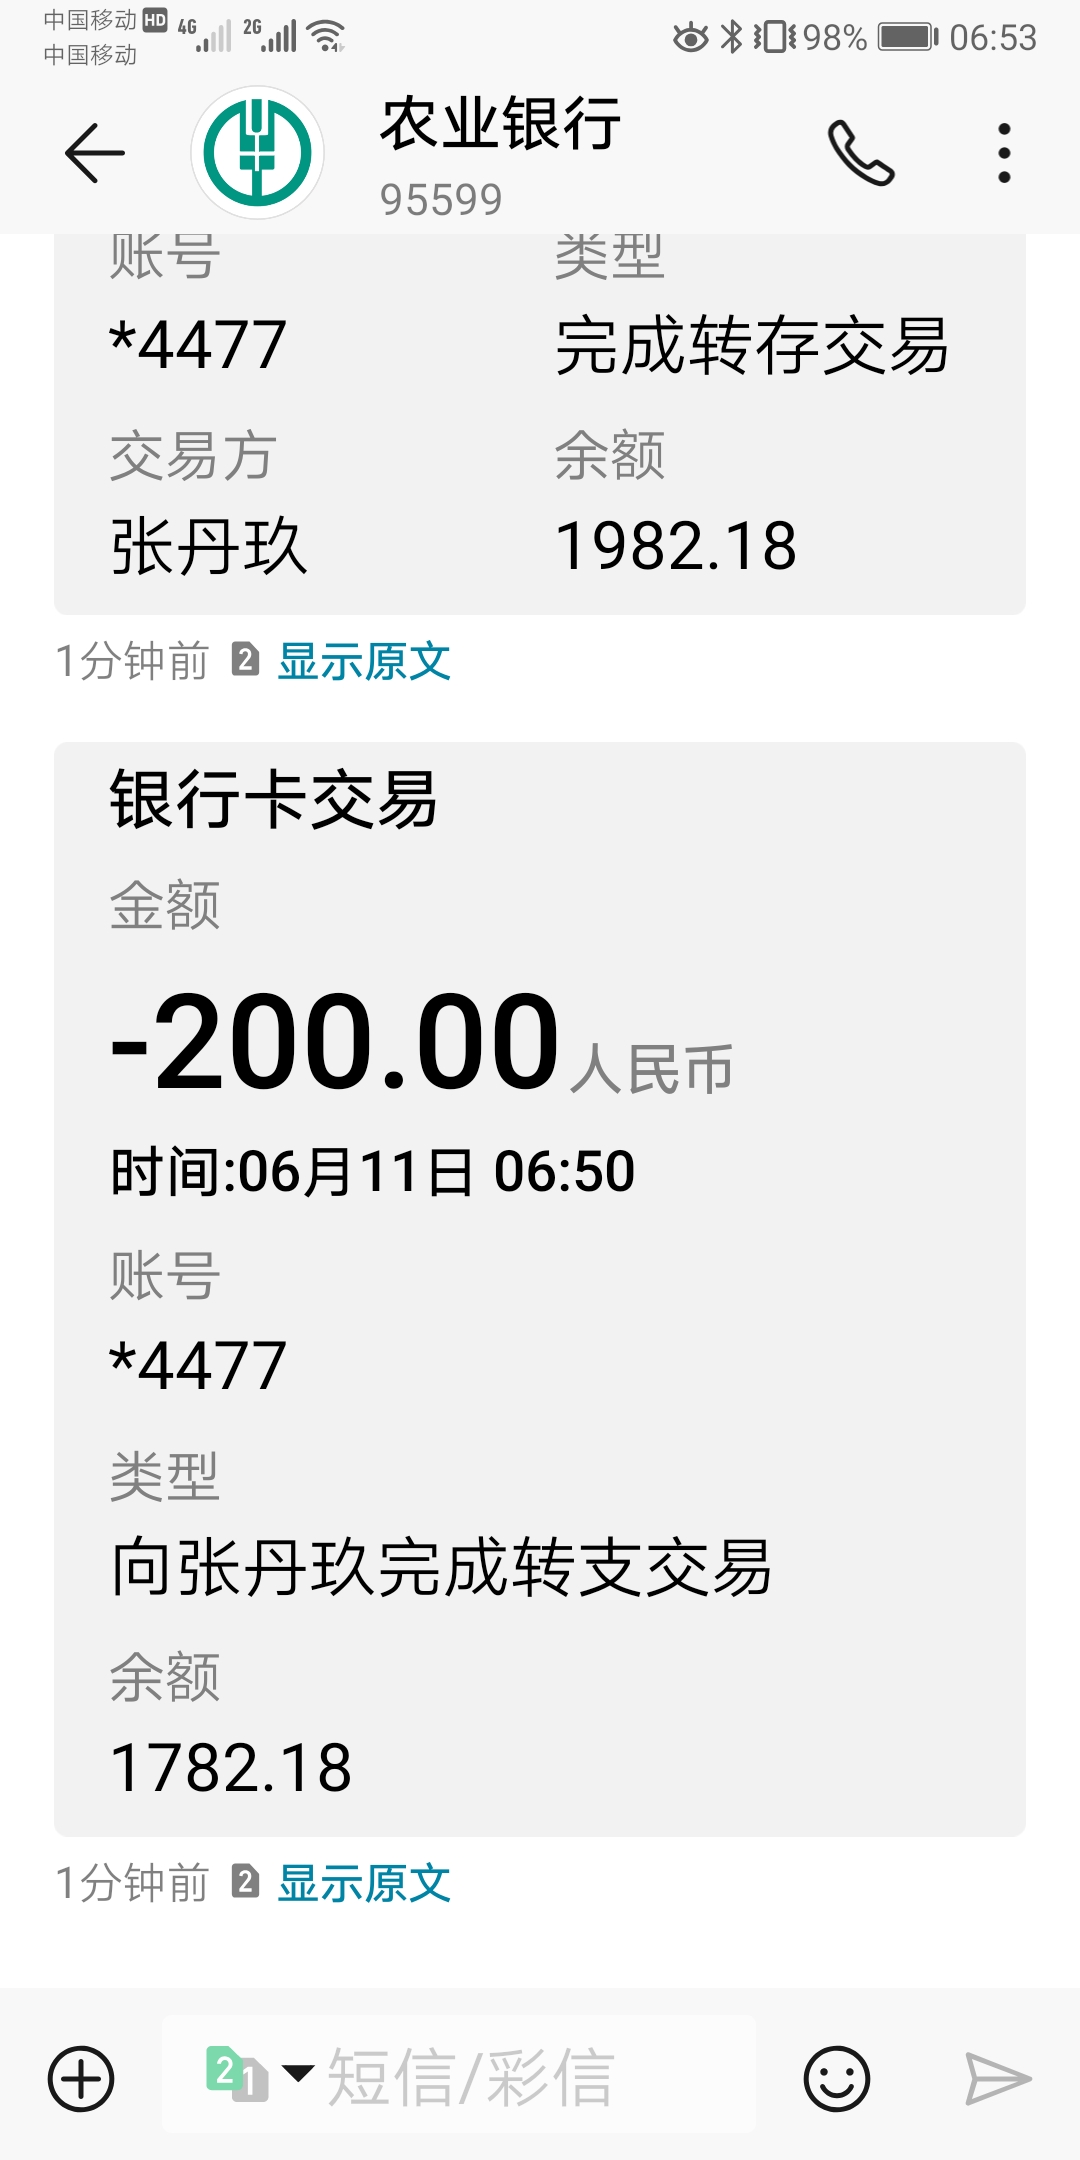 中国移动 HD 4G 2G 98% 06:53
中国移动
农业银行
95599
账号 类型
*4477 完成转存交易
交易方 余额
张丹玖 1982.18
1分钟前 2 显示原文
银行卡交易
金额
-200.00人民币
时间:06月11日 06:50
账号
*4477
类型
向张丹玖完成转支交易
余额
1782.18
1分钟前 2 显示原文
2 1 短信/彩信